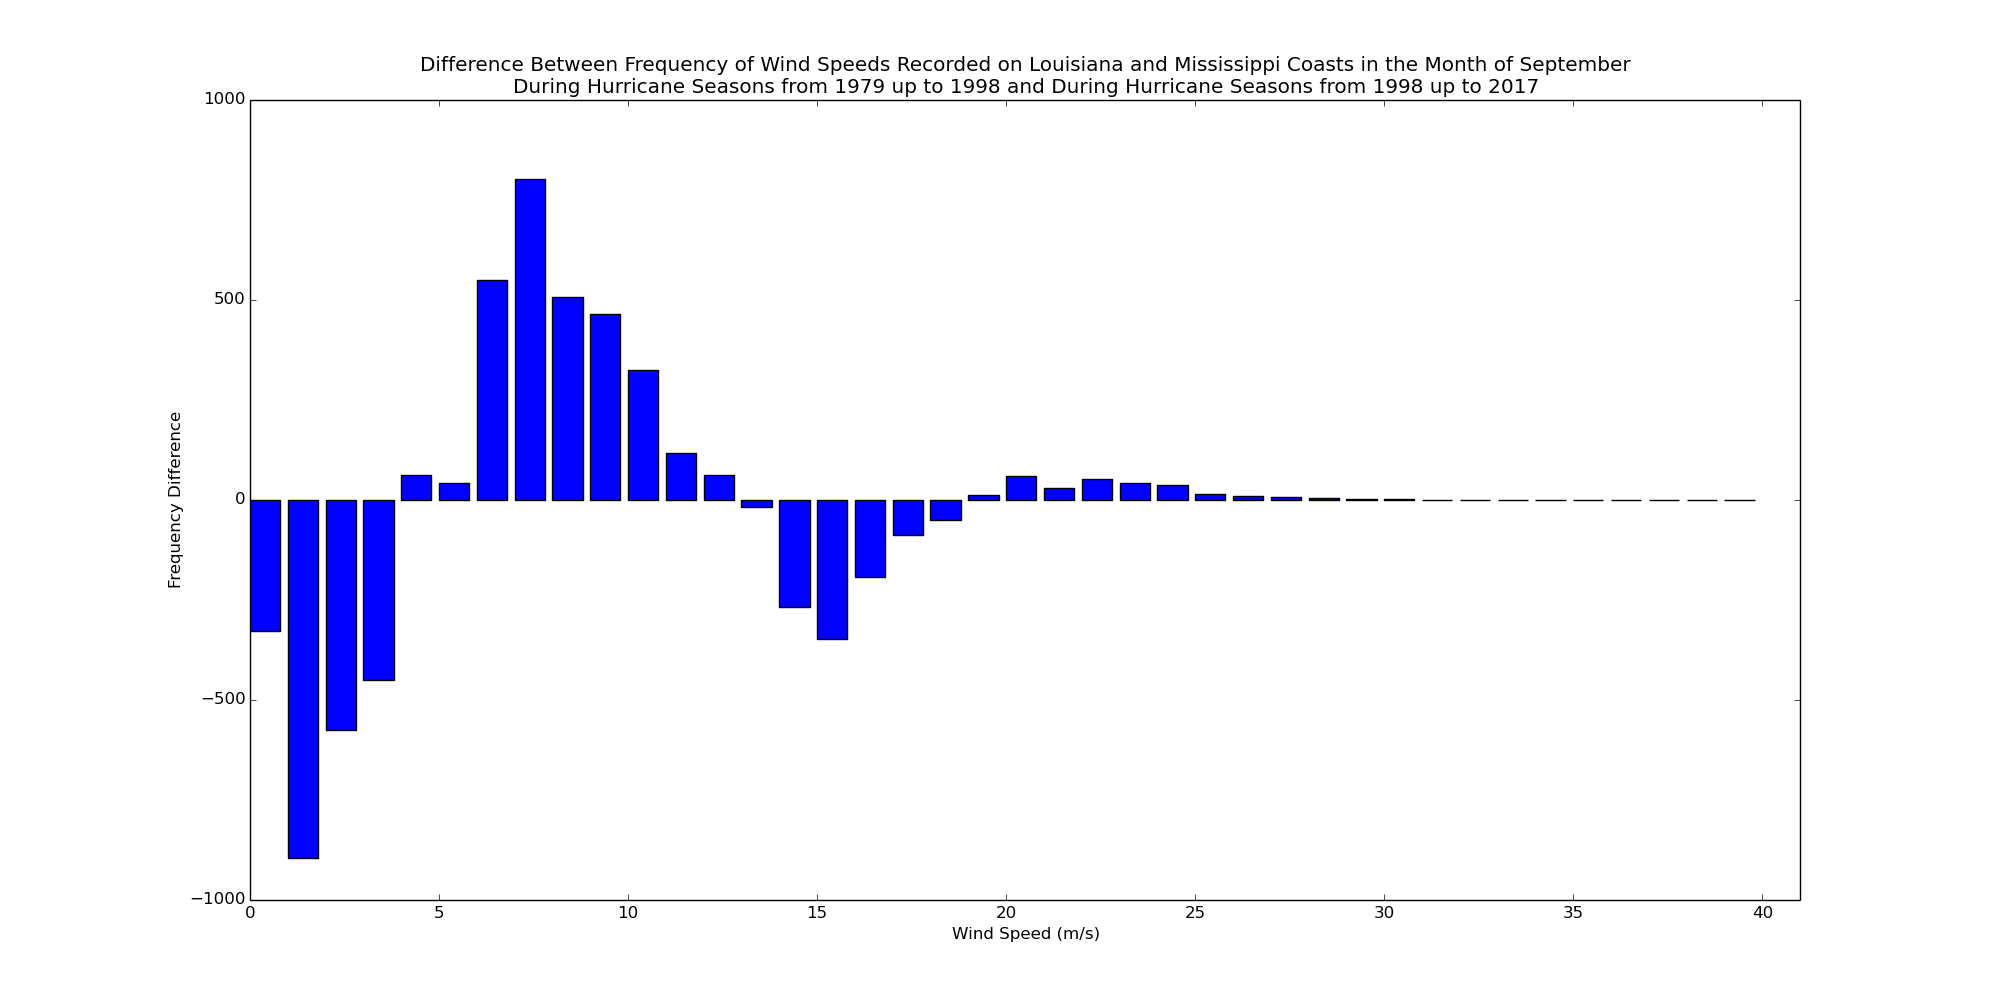 Difference Between Frequency of Wind Speeds Recorded on Louisiana and Mississippi Coasts in the Month of September
During Hurricane Seasons from 1979 up to 1998 and During Hurricane Seasons from 1998 up to 2017
1000
500
0
−500
−1000
Frequency Difference
0 5 10 15 20 25 30 35 40
Wind Speed (m/s)